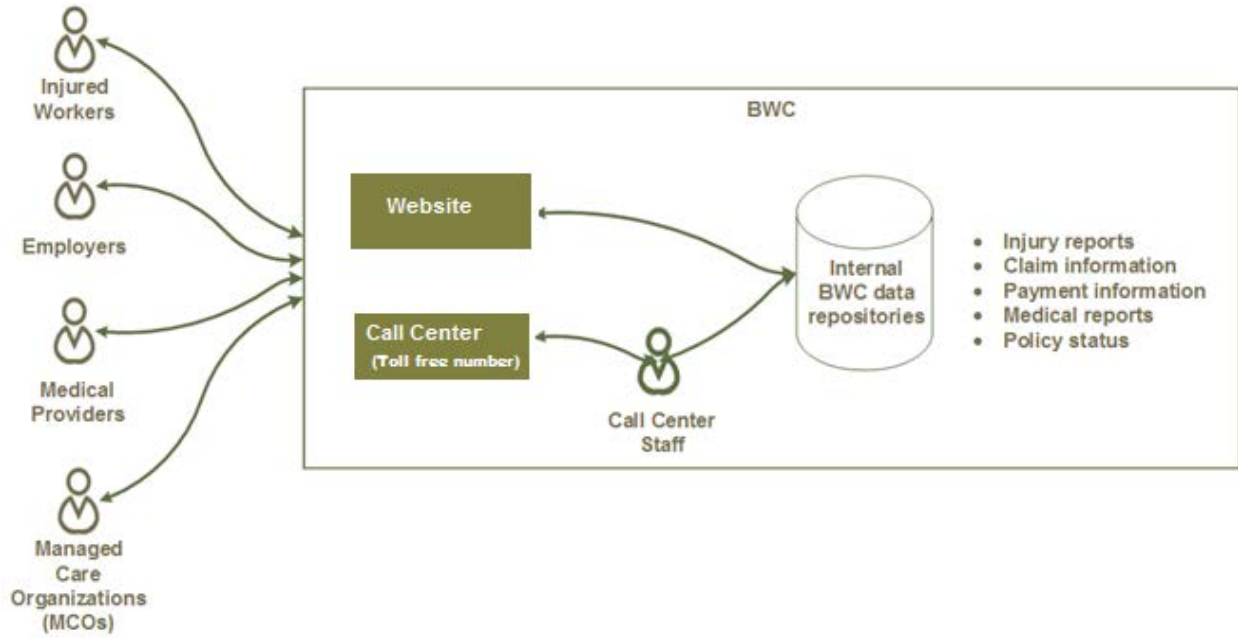 Injured
Workers
Employers
Medical
Providers
Managed
Care
Organizations
(MCOs)
BWC
Website
Call Center
(Toll free number)
Call Center
Staff
Internal
BWC data
repositories
• Injury reports
• Claim information
• Payment information
• Medical reports
• Policy status